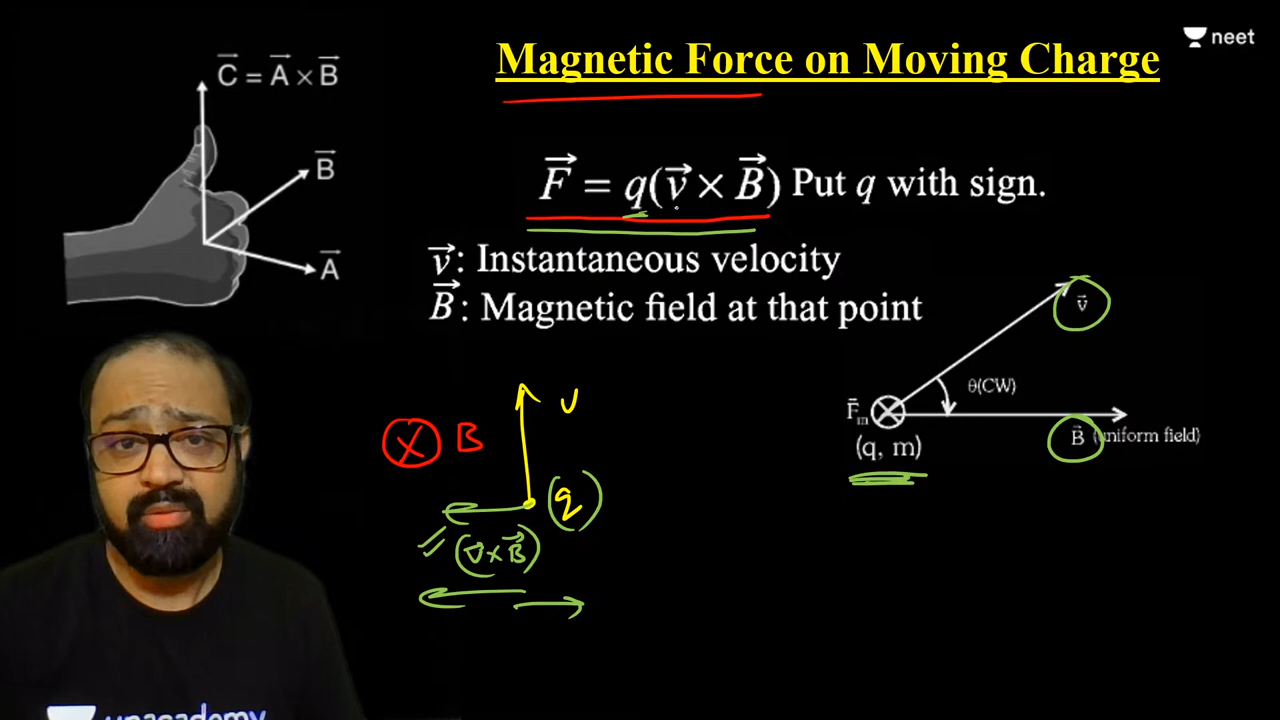 neet
Magnetic Force on Moving Charge
C⃗ = A⃗ × B⃗
B⃗
A⃗
F⃗ = q(v⃗ × B⃗) Put q with sign.
v⃗: Instantaneous velocity
B⃗: Magnetic field at that point
v⃗
θ(CW)
F⃗m
(q, m)
B⃗ (uniform field)
v
⊗ B
(q)
(v⃗×B⃗)
unacademy